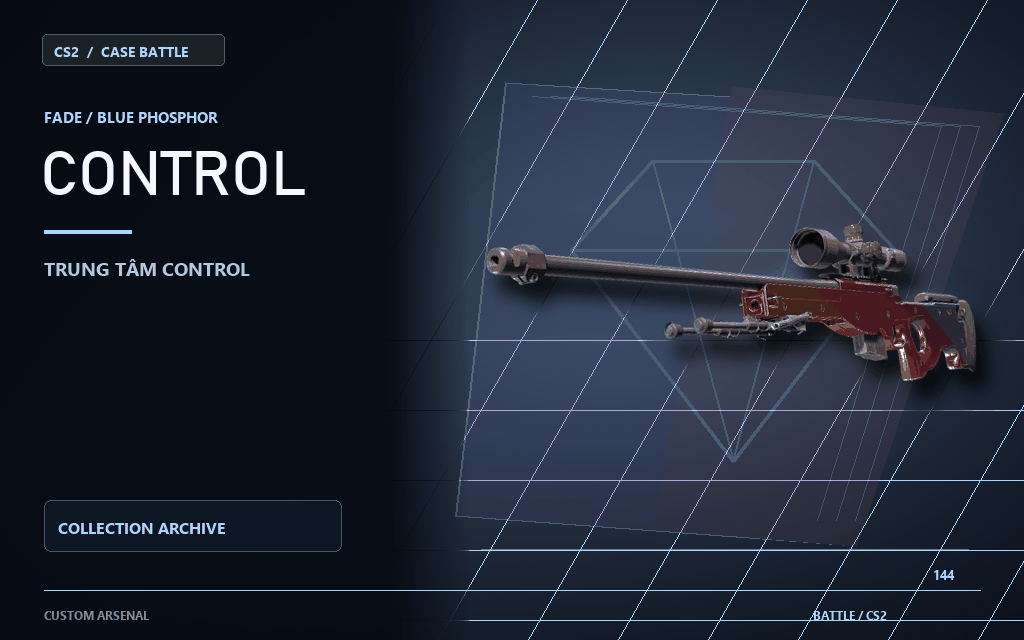 CS2 / CASE BATTLE
FADE / BLUE PHOSPHOR
CONTROL
TRUNG TÂM CONTROL
COLLECTION ARCHIVE
144
CUSTOM ARSENAL
BATTLE / CS2